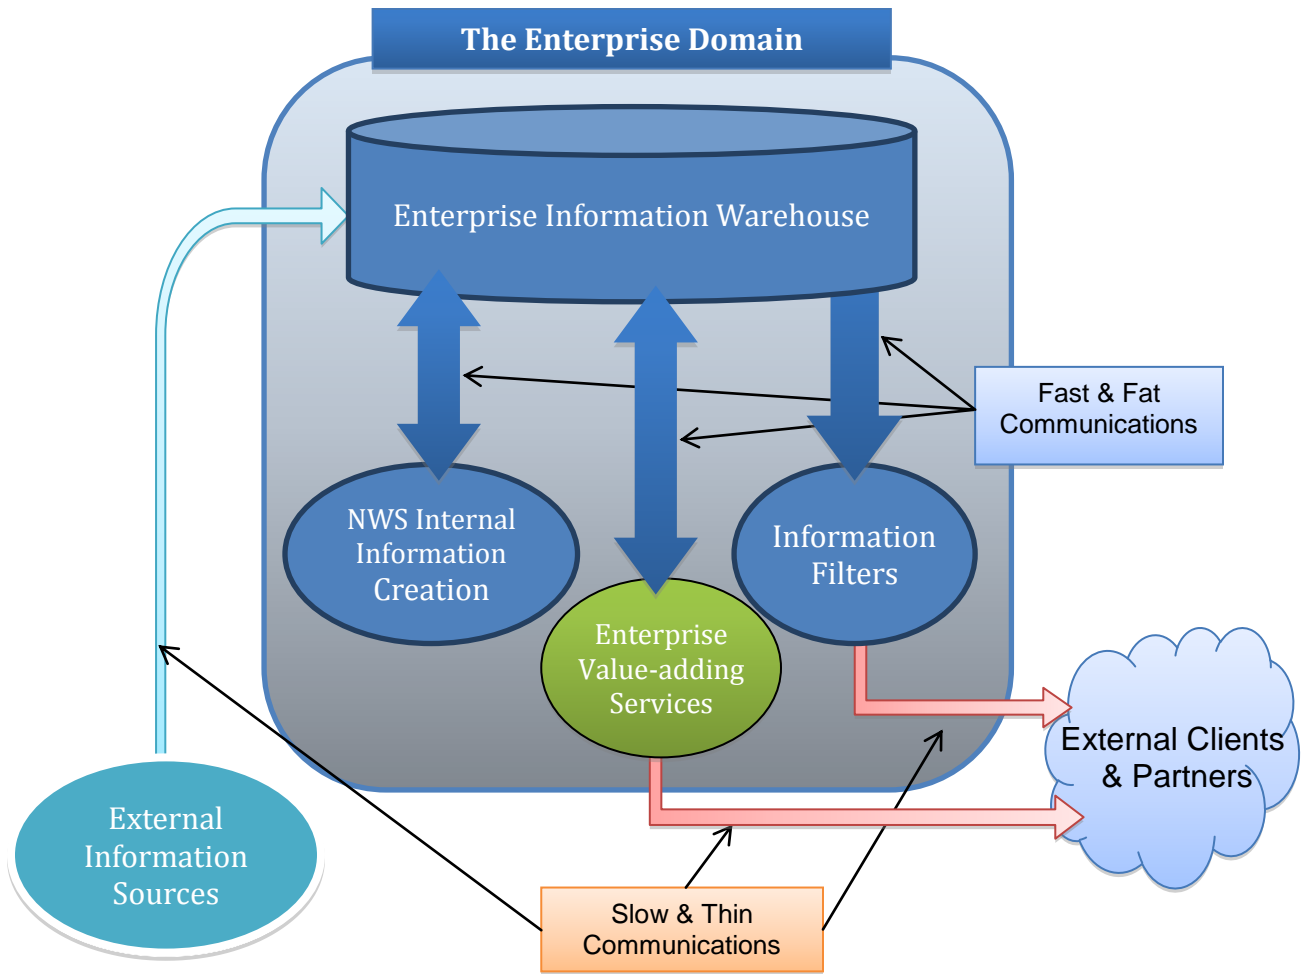 The Enterprise Domain
Enterprise Information Warehouse
Fast & Fat
Communications
NWS Internal
Information
Creation
Information
Filters
Enterprise
Value-adding
Services
External Clients
& Partners
External
Information
Sources
Slow & Thin
Communications